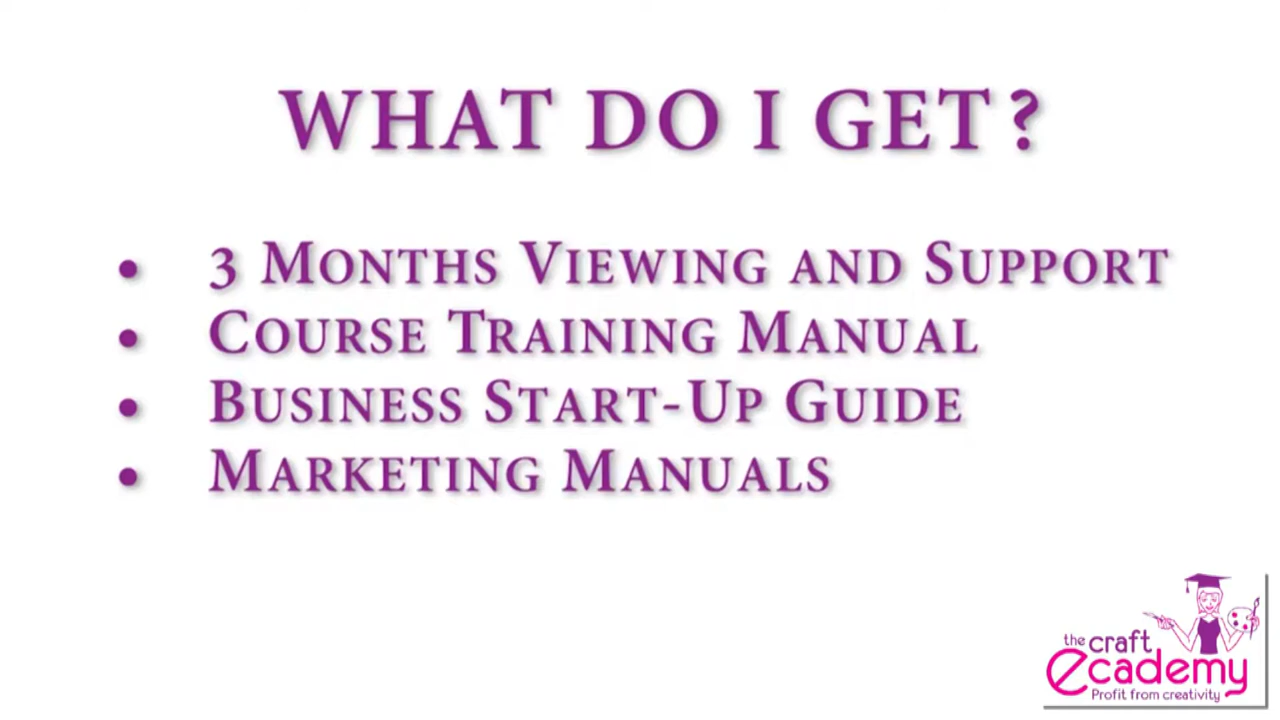 WHAT DO I GET?
• 3 MONTHS VIEWING AND SUPPORT
• COURSE TRAINING MANUAL
• BUSINESS START-UP GUIDE
• MARKETING MANUALS
the craft
ecademy
Profit from creativity